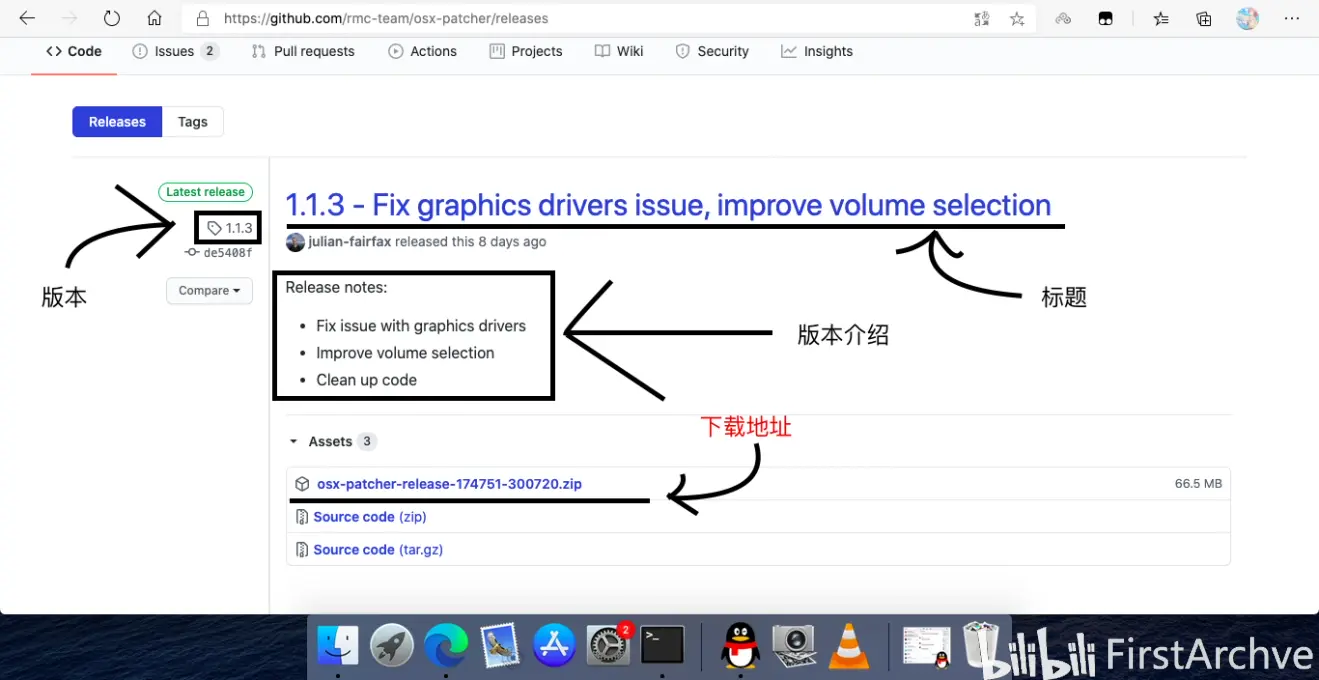 https://github.com/rmc-team/osx-patcher/releases
Code Issues 2 Pull requests Actions Projects Wiki Security Insights
Releases Tags
Latest release
1.1.3
de5408f
Compare
版本
1.1.3 - Fix graphics drivers issue, improve volume selection
julian-fairfax released this 8 days ago
标题
Release notes:
Fix issue with graphics drivers
Improve volume selection
Clean up code
版本介绍
下载地址
Assets 3
osx-patcher-release-174751-300720.zip 66.5 MB
Source code (zip)
Source code (tar.gz)
2
>_
bilibili FirstArchve